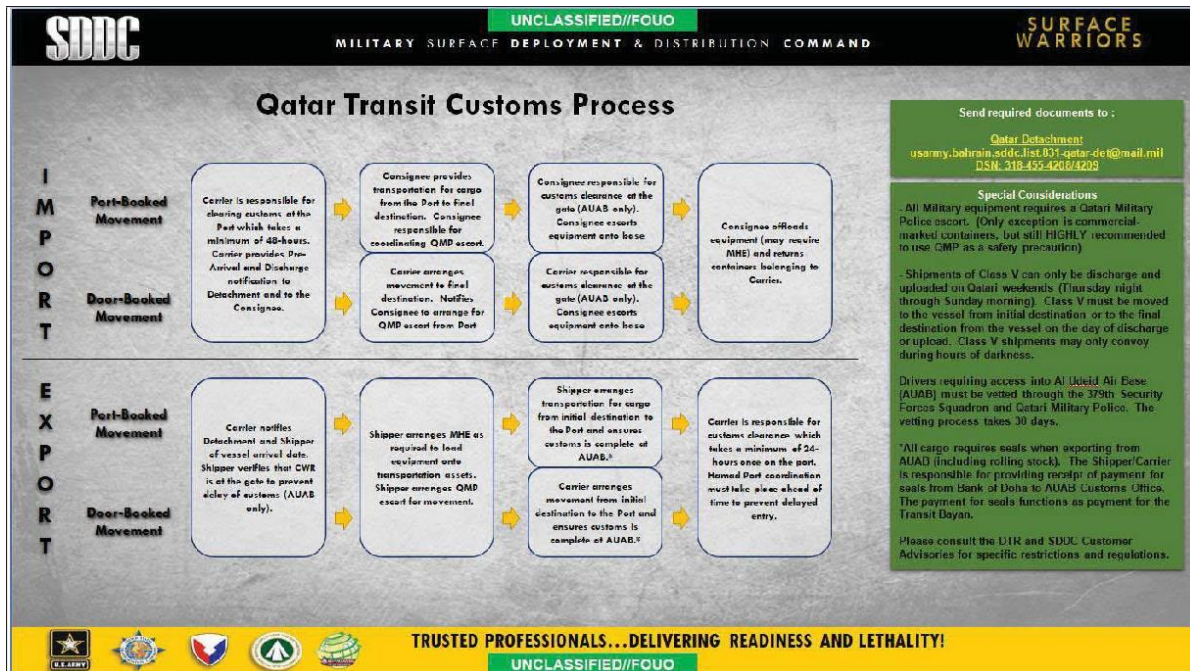 UNCLASSIFIED//FOUO
SDDC
MILITARY SURFACE DEPLOYMENT & DISTRIBUTION COMMAND
SURFACE
WARRIORS
Qatar Transit Customs Process
IMPORT
Port-Booked
Movement
Door-Booked
Movement
Carrier is responsible for
clearing customs at the
Port which takes a
minimum of 48-hours.
Carrier provides Pre-
Arrival and Discharge
notification to
Detachment and to the
Consignee.
Consignee provides
transportation for cargo
from the Port to final
destination. Consignee
responsible for
coordinating QMP escort.
Carrier arranges
movement to final
destination. Notifies
Consignee to arrange for
QMP escort from Port
Consignee responsible for
customs clearance at the
gate (AUAB only).
Consignee escorts
equipment onto base
Carrier responsible for
customs clearance at the
gate (AUAB only).
Consignee escorts
equipment onto base
Consignee offloads
equipment (may require
MHE) and returns
containers belonging to
Carrier.
EXPORT
Port-Booked
Movement
Door-Booked
Movement
Carrier notifies
Detachment and Shipper
of vessel arrival date.
Shipper verifies that CWR
is at the gate to prevent
delay of customs (AUAB
only).
Shipper arranges MHE as
required to load
equipment onto
transportation assets.
Shipper arranges QMP
escort for movement.
Shipper arranges
transportation for cargo
from initial destination to
the Port and ensures
customs is complete at
AUAB.*
Carrier arranges
movement from initial
destination to the Port and
ensures customs is
complete at AUAB.*
Carrier is responsible for
customs clearance which
takes a minimum of 24-
hours once on the port.
Hamad Port coordination
must take place ahead of
time to prevent delayed
entry.
Send required documents to :
Qatar Detachment
usarmy.bahrain.sddc.list.831-qatar-det@mail.mil
DSN: 318-455-4208/4209
Special Considerations
- All Military equipment requires a Qatari Military
Police escort. (Only exception is commercial-
marked containers, but still HIGHLY recommended
to use QMP as a safety precaution)
- Shipments of Class V can only be discharge and
uploaded on Qatari weekends (Thursday night
through Sunday morning). Class V must be moved
to the vessel from initial destination or to the final
destination from the vessel on the day of discharge
or upload. Class V shipments may only convoy
during hours of darkness.
Drivers requiring access into Al Udeid Air Base
(AUAB) must be vetted through the 379th Security
Forces Squadron and Qatari Military Police. The
vetting process takes 30 days.
*All cargo requires seals when exporting from
AUAB (including rolling stock). The Shipper/Carrier
is responsible for providing receipt of payment for
seals from Bank of Doha to AUAB Customs Office.
The payment for seals functions as payment for the
Transit Bayan.
Please consult the DTR and SDDC Customer
Advisories for specific restrictions and regulations.
U.S.ARMY
TRUSTED PROFESSIONALS...DELIVERING READINESS AND LETHALITY!
UNCLASSIFIED//FOUO